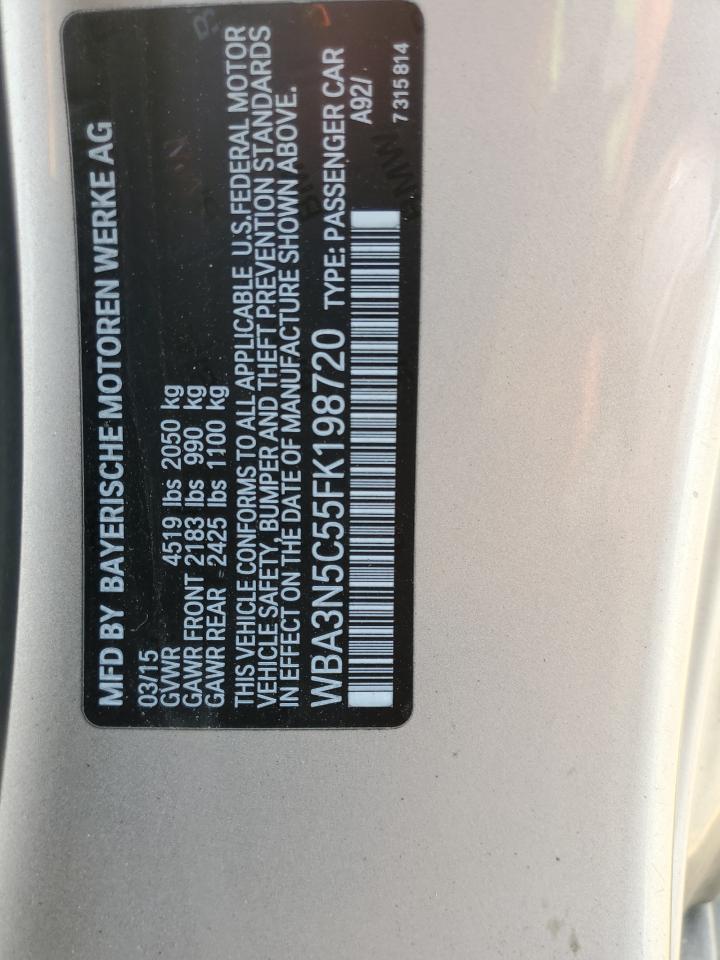 MFD BY BAYERISCHE MOTOREN WERKE AG
03/15
GVWR 4519 lbs 2050 kg
GAWR FRONT 2183 lbs 990 kg
GAWR REAR 2425 lbs 1100 kg
THIS VEHICLE CONFORMS TO ALL APPLICABLE U.S.FEDERAL MOTOR
VEHICLE SAFETY, BUMPER AND THEFT PREVENTION STANDARDS
IN EFFECT ON THE DATE OF MANUFACTURE SHOWN ABOVE.
WBA3N5C55FK198720 TYPE: PASSENGER CAR
A92/
7 315 814